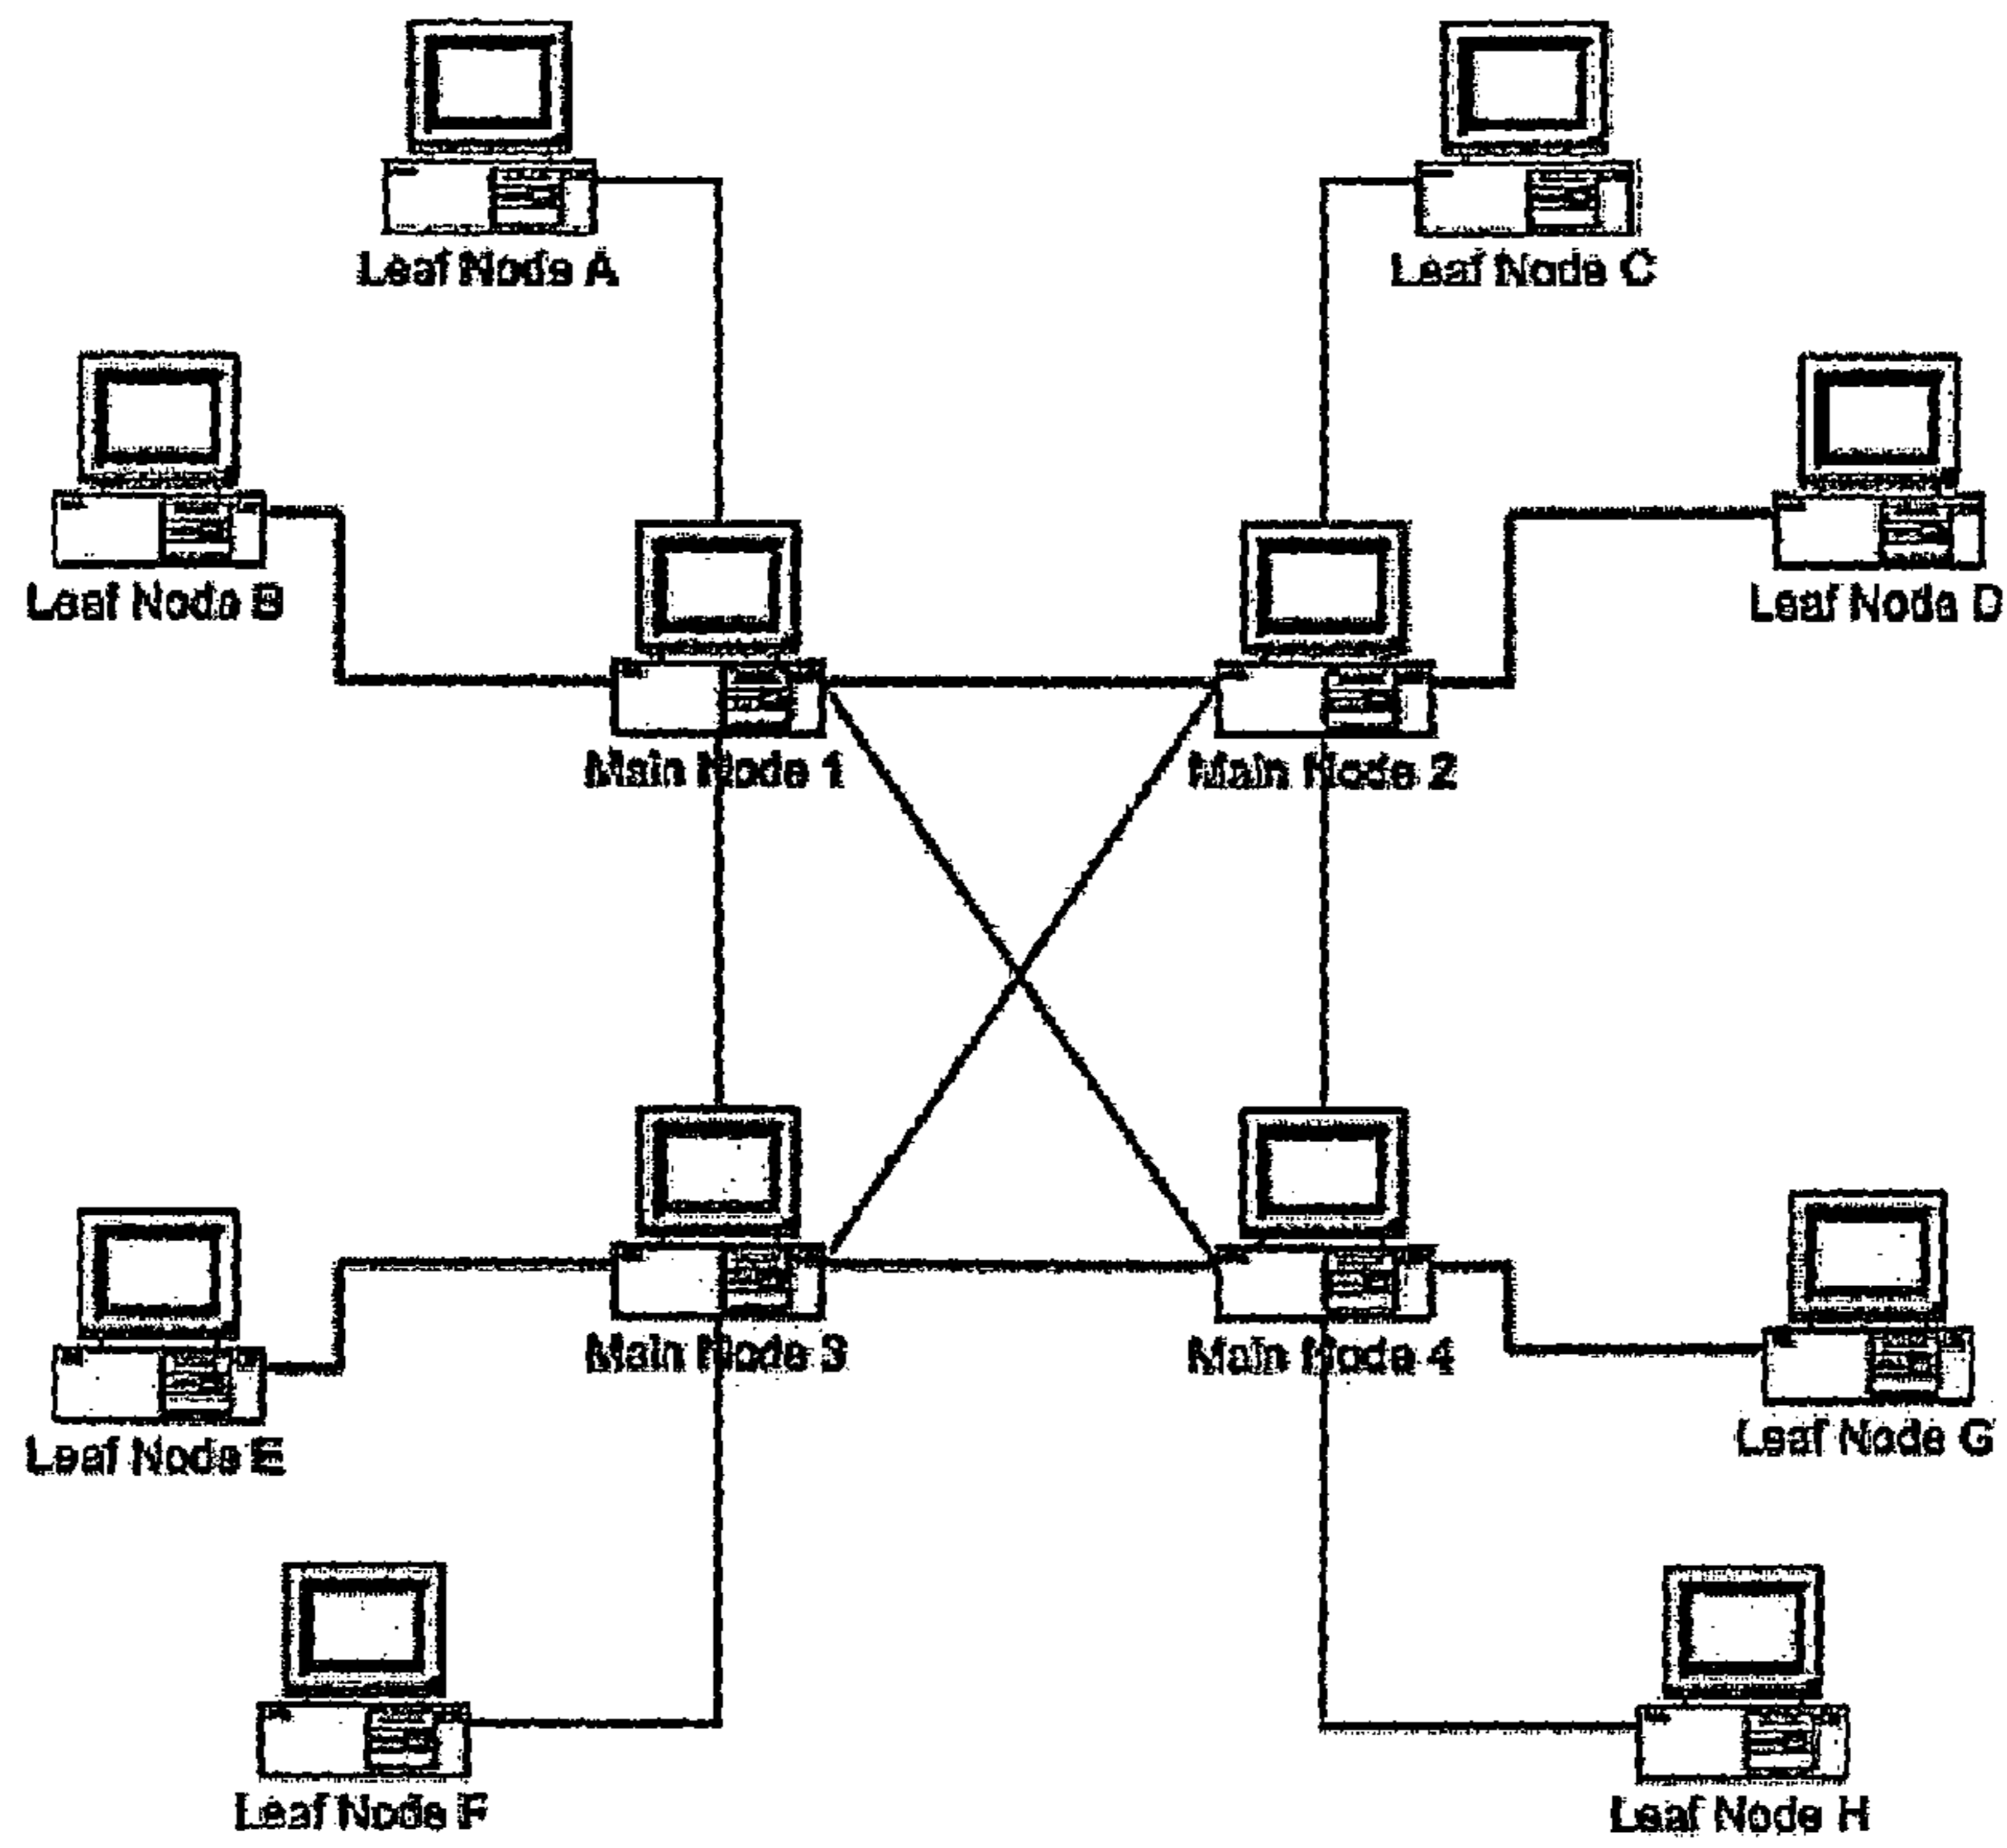 Leaf Node A
Leaf Node C
Leaf Node B
Leaf Node D
Main Node 1
Main Node 2
Main Node 3
Main Node 4
Leaf Node E
Leaf Node G
Leaf Node F
Leaf Node H